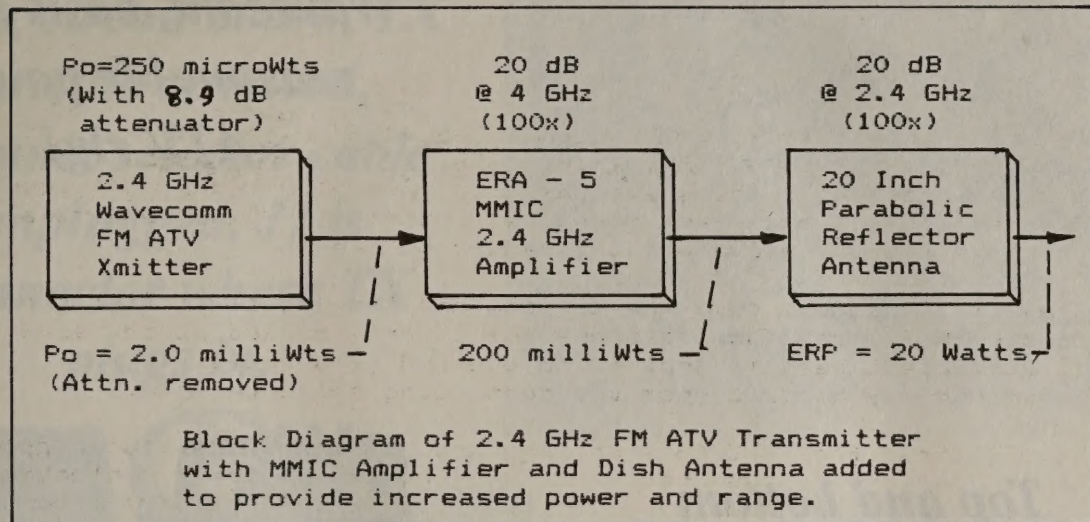 Po=250 microWts
(With 8.9 dB
attenuator)
20 dB
@ 4 GHz
(100x)
20 dB
@ 2.4 GHz
(100x)
2.4 GHz
Wavecomm
FM ATV
Xmitter
ERA - 5
MMIC
2.4 GHz
Amplifier
20 Inch
Parabolic
Reflector
Antenna
Po = 2.0 milliWts
(Attn. removed)
200 milliWts
ERP = 20 Watts
Block Diagram of 2.4 GHz FM ATV Transmitter
with MMIC Amplifier and Dish Antenna added
to provide increased power and range.